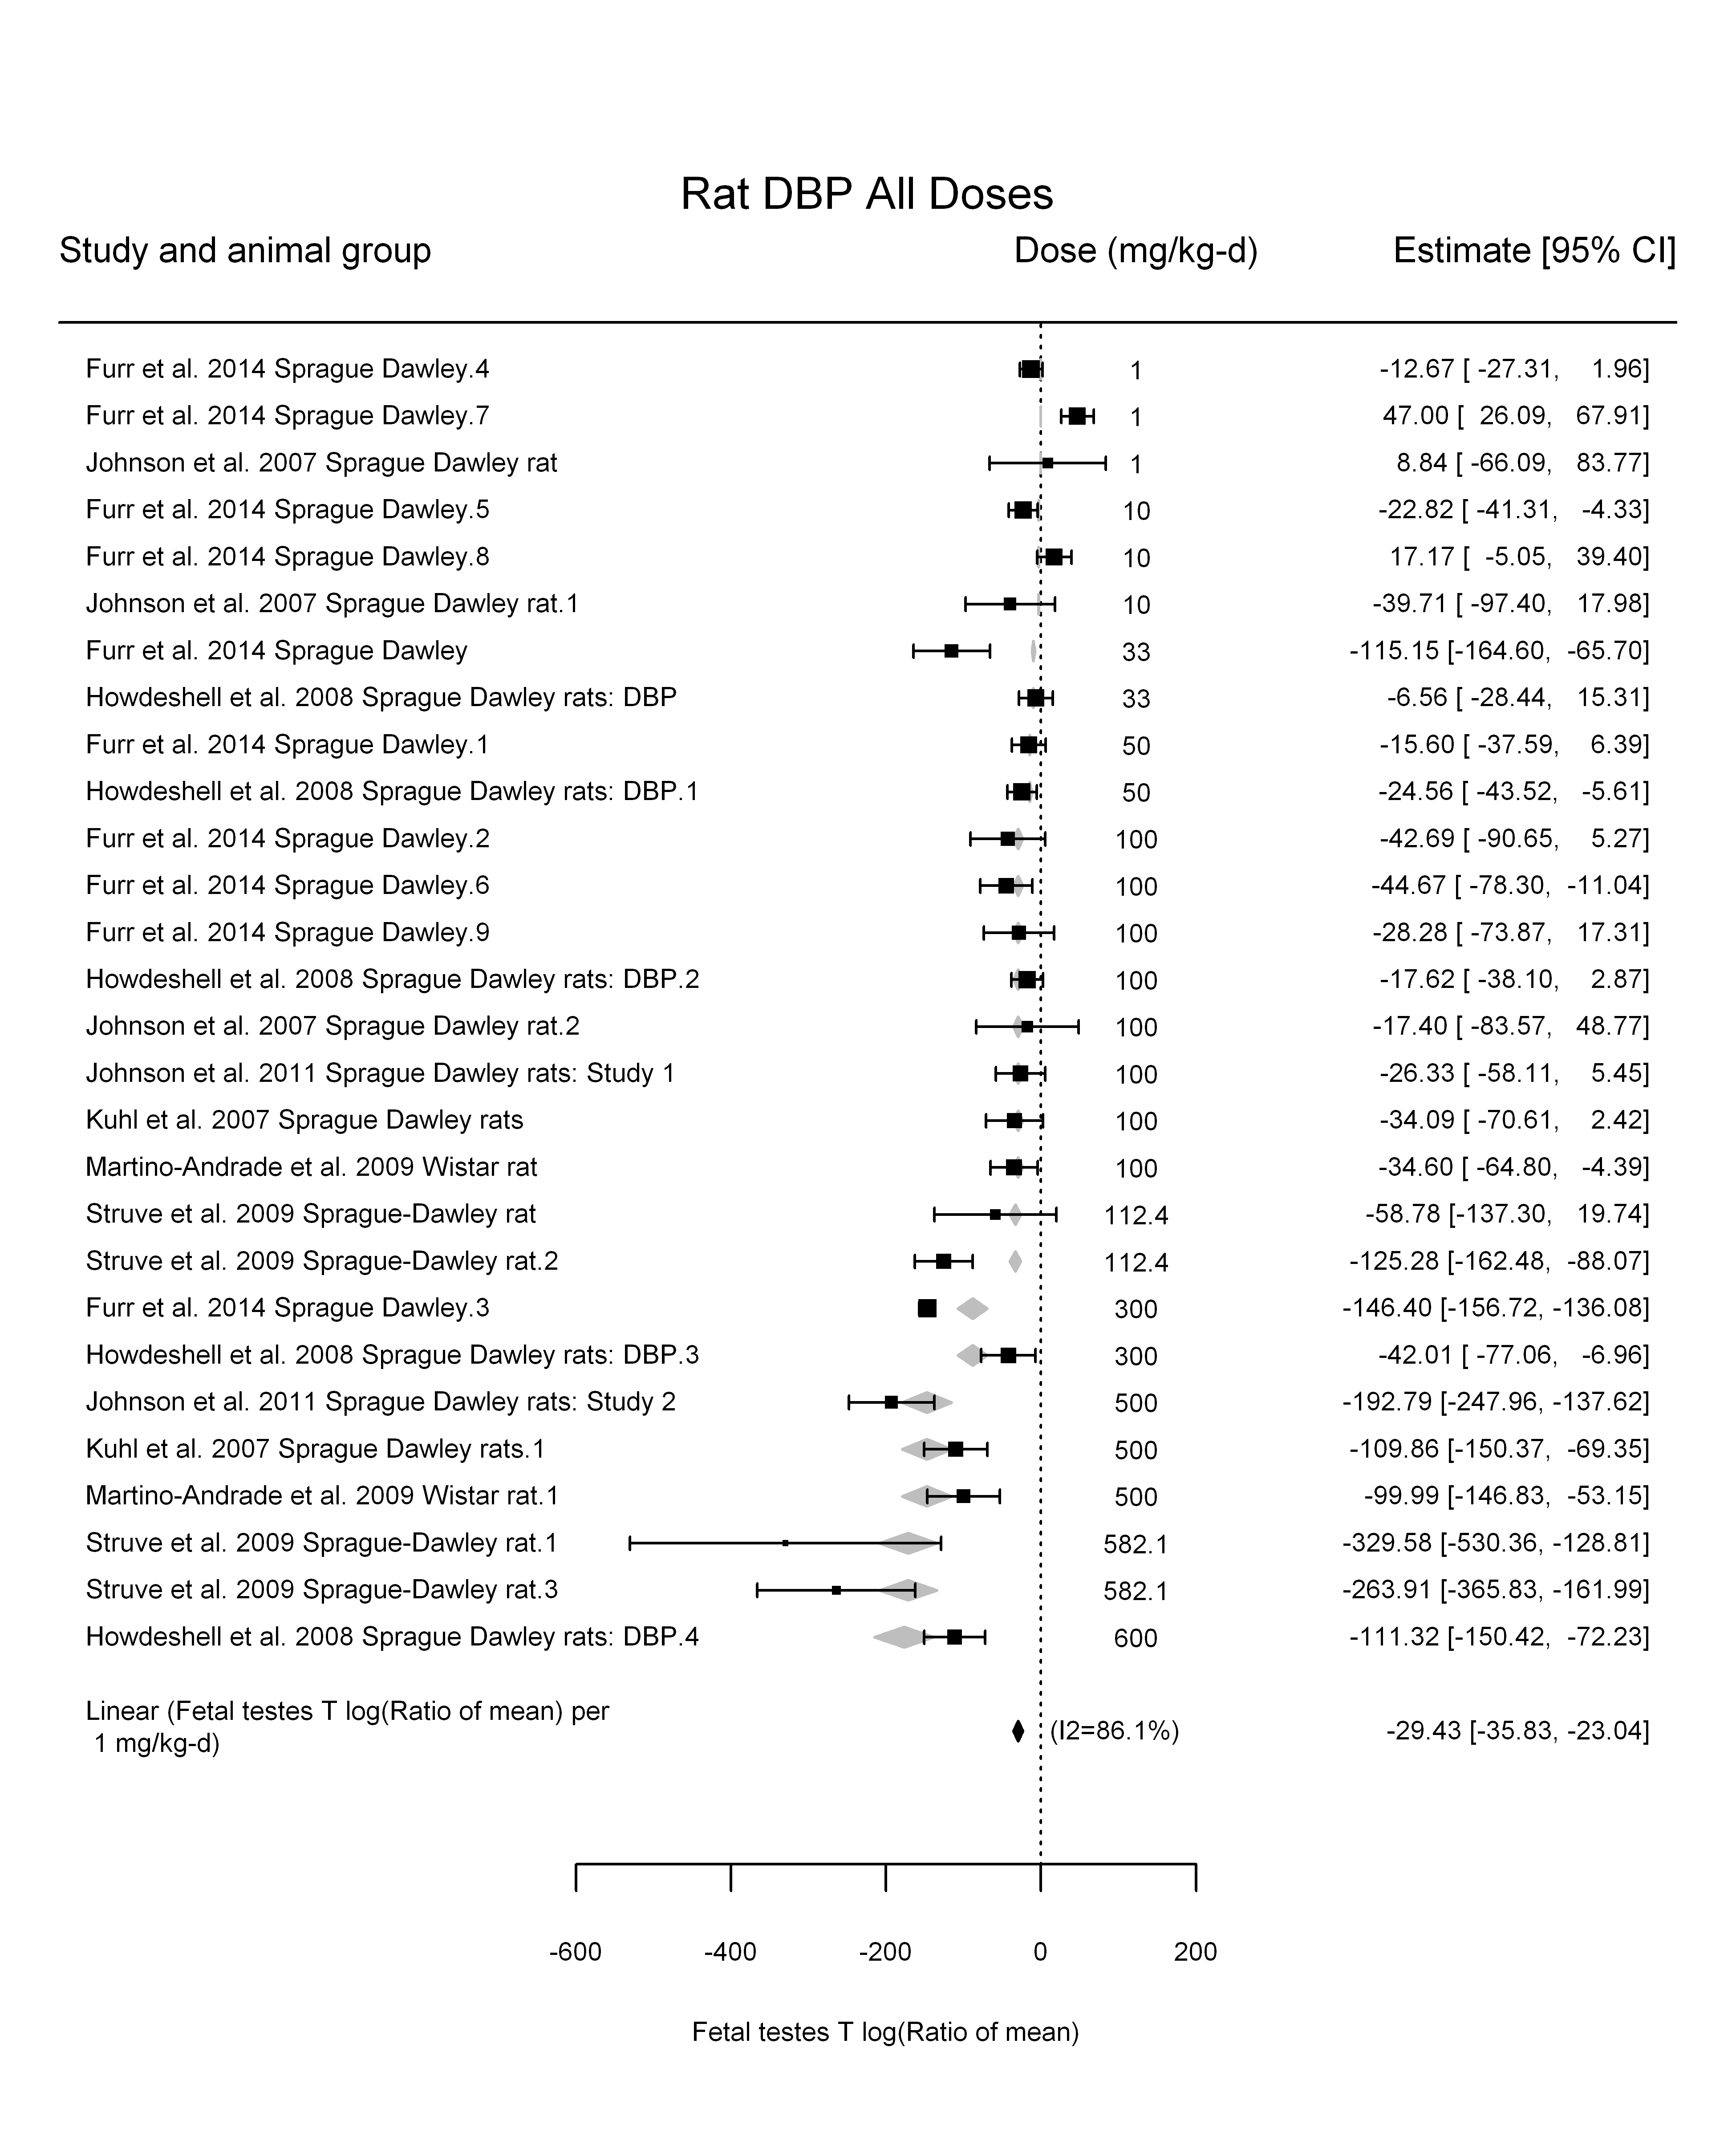 Rat DBP All Doses
Study and animal group Dose (mg/kg-d) Estimate [95% CI]
Furr et al. 2014 Sprague Dawley.4 1 -12.67 [ -27.31, 1.96]
Furr et al. 2014 Sprague Dawley.7 1 47.00 [ 26.09, 67.91]
Johnson et al. 2007 Sprague Dawley rat 1 8.84 [ -66.09, 83.77]
Furr et al. 2014 Sprague Dawley.5 10 -22.82 [ -41.31, -4.33]
Furr et al. 2014 Sprague Dawley.8 10 17.17 [ -5.05, 39.40]
Johnson et al. 2007 Sprague Dawley rat.1 10 -39.71 [ -97.40, 17.98]
Furr et al. 2014 Sprague Dawley 33 -115.15 [-164.60, -65.70]
Howdeshell et al. 2008 Sprague Dawley rats: DBP 33 -6.56 [ -28.44, 15.31]
Furr et al. 2014 Sprague Dawley.1 50 -15.60 [ -37.59, 6.39]
Howdeshell et al. 2008 Sprague Dawley rats: DBP.1 50 -24.56 [ -43.52, -5.61]
Furr et al. 2014 Sprague Dawley.2 100 -42.69 [ -90.65, 5.27]
Furr et al. 2014 Sprague Dawley.6 100 -44.67 [ -78.30, -11.04]
Furr et al. 2014 Sprague Dawley.9 100 -28.28 [ -73.87, 17.31]
Howdeshell et al. 2008 Sprague Dawley rats: DBP.2 100 -17.62 [ -38.10, 2.87]
Johnson et al. 2007 Sprague Dawley rat.2 100 -17.40 [ -83.57, 48.77]
Johnson et al. 2011 Sprague Dawley rats: Study 1 100 -26.33 [ -58.11, 5.45]
Kuhl et al. 2007 Sprague Dawley rats 100 -34.09 [ -70.61, 2.42]
Martino-Andrade et al. 2009 Wistar rat 100 -34.60 [ -64.80, -4.39]
Struve et al. 2009 Sprague-Dawley rat 112.4 -58.78 [-137.30, 19.74]
Struve et al. 2009 Sprague-Dawley rat.2 112.4 -125.28 [-162.48, -88.07]
Furr et al. 2014 Sprague Dawley.3 300 -146.40 [-156.72, -136.08]
Howdeshell et al. 2008 Sprague Dawley rats: DBP.3 300 -42.01 [ -77.06, -6.96]
Johnson et al. 2011 Sprague Dawley rats: Study 2 500 -192.79 [-247.96, -137.62]
Kuhl et al. 2007 Sprague Dawley rats.1 500 -109.86 [-150.37, -69.35]
Martino-Andrade et al. 2009 Wistar rat.1 500 -99.99 [-146.83, -53.15]
Struve et al. 2009 Sprague-Dawley rat.1 582.1 -329.58 [-530.36, -128.81]
Struve et al. 2009 Sprague-Dawley rat.3 582.1 -263.91 [-365.83, -161.99]
Howdeshell et al. 2008 Sprague Dawley rats: DBP.4 600 -111.32 [-150.42, -72.23]
Linear (Fetal testes T log(Ratio of mean) per
1 mg/kg-d) (I2=86.1%) -29.43 [-35.83, -23.04]
-600 -400 -200 0 200
Fetal testes T log(Ratio of mean)